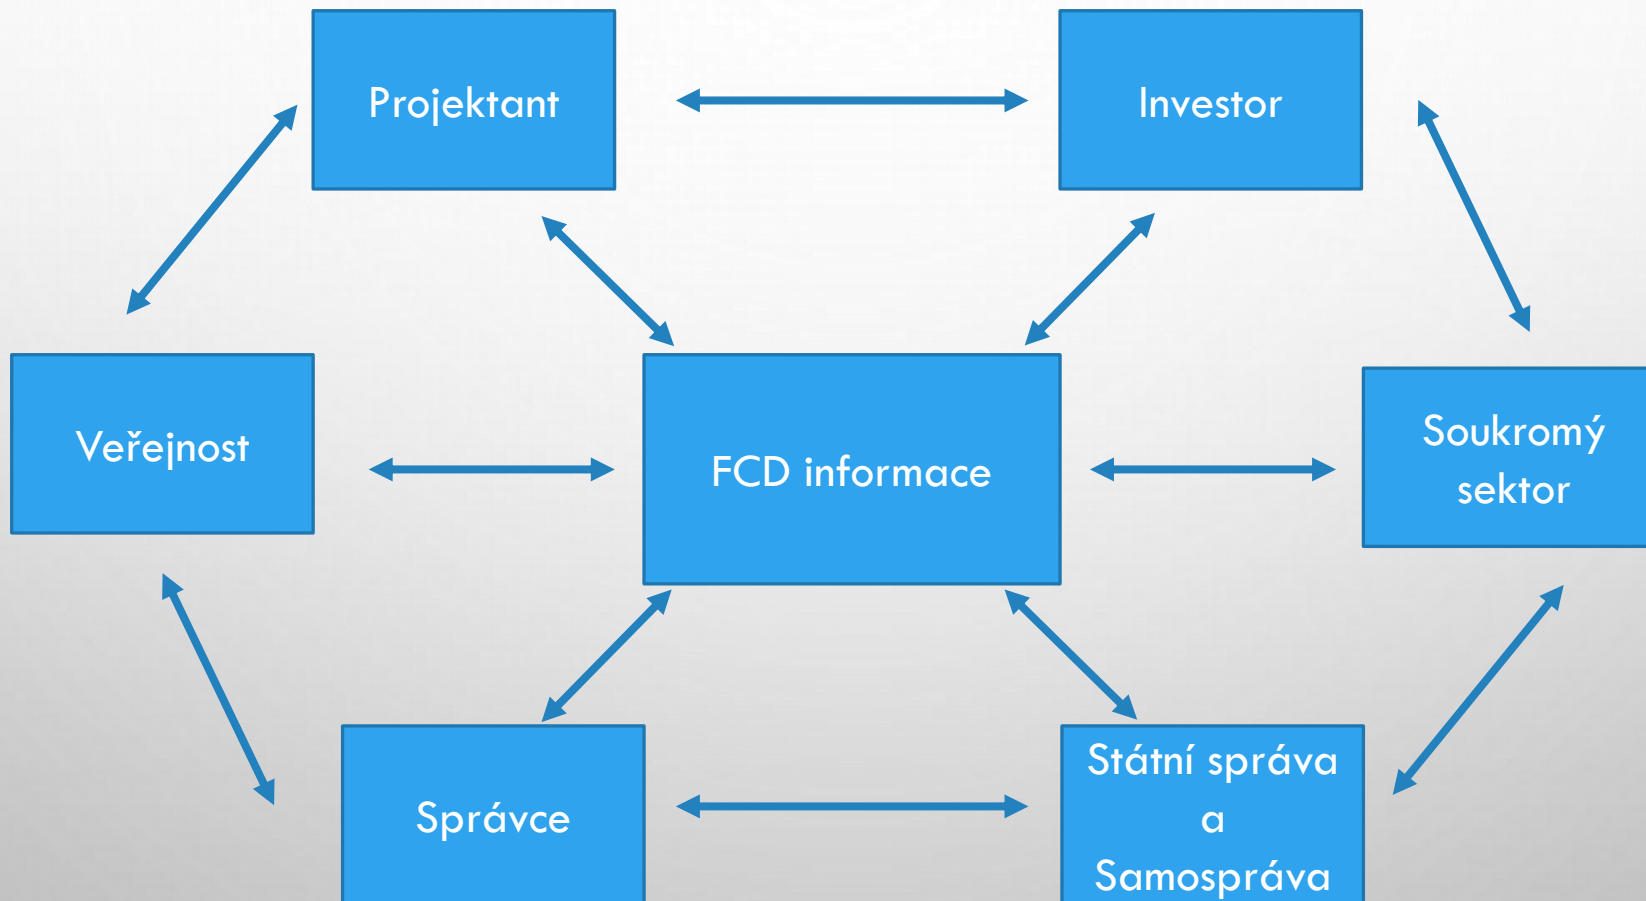 Projektant
Investor
Veřejnost
FCD informace
Soukromý
sektor
Správce
Státní správa
a
Samospráva